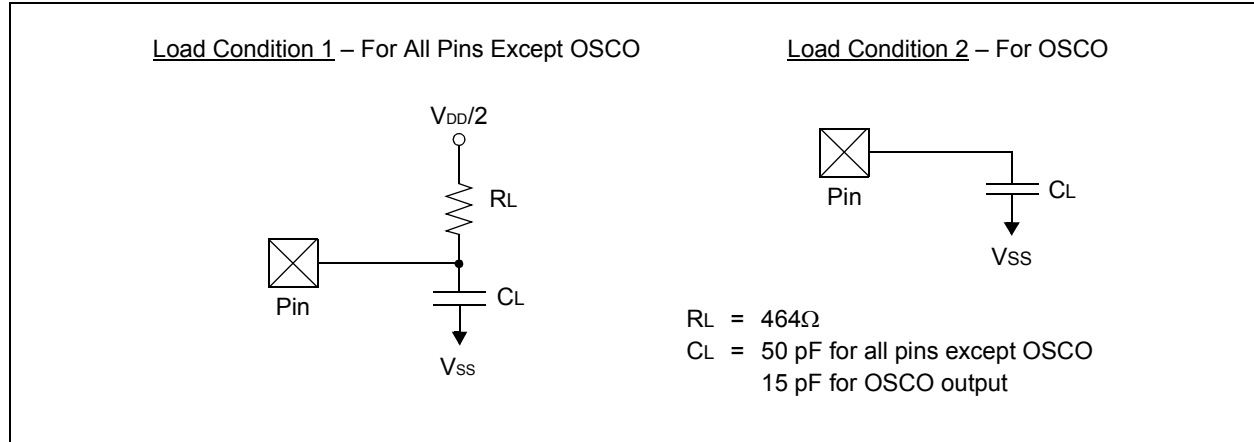 Load Condition 1 – For All Pins Except OSCO
VDD/2
RL
Pin
CL
VSS
Load Condition 2 – For OSCO
Pin
CL
VSS
RL = 464Ω
CL = 50 pF for all pins except OSCO
15 pF for OSCO output